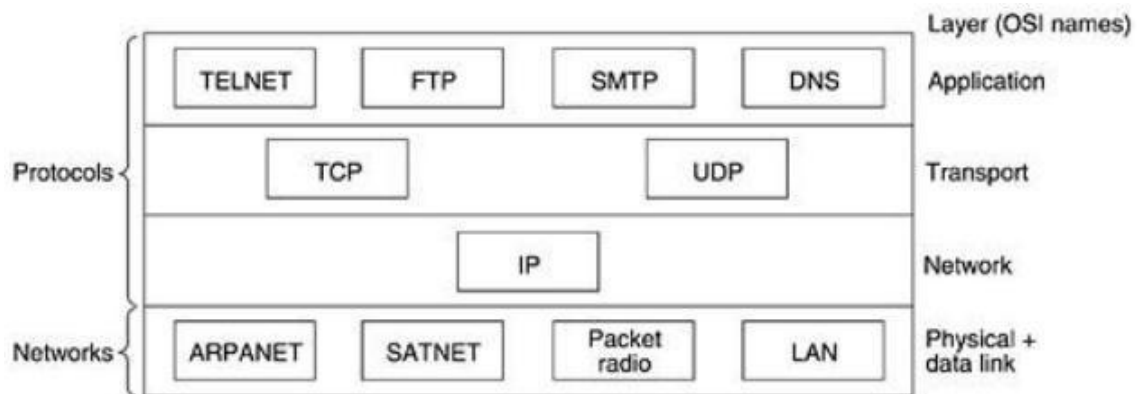 Layer (OSI names)
TELNET FTP SMTP DNS Application
Protocols TCP UDP Transport
IP Network
Networks ARPANET SATNET Packet radio LAN Physical + data link